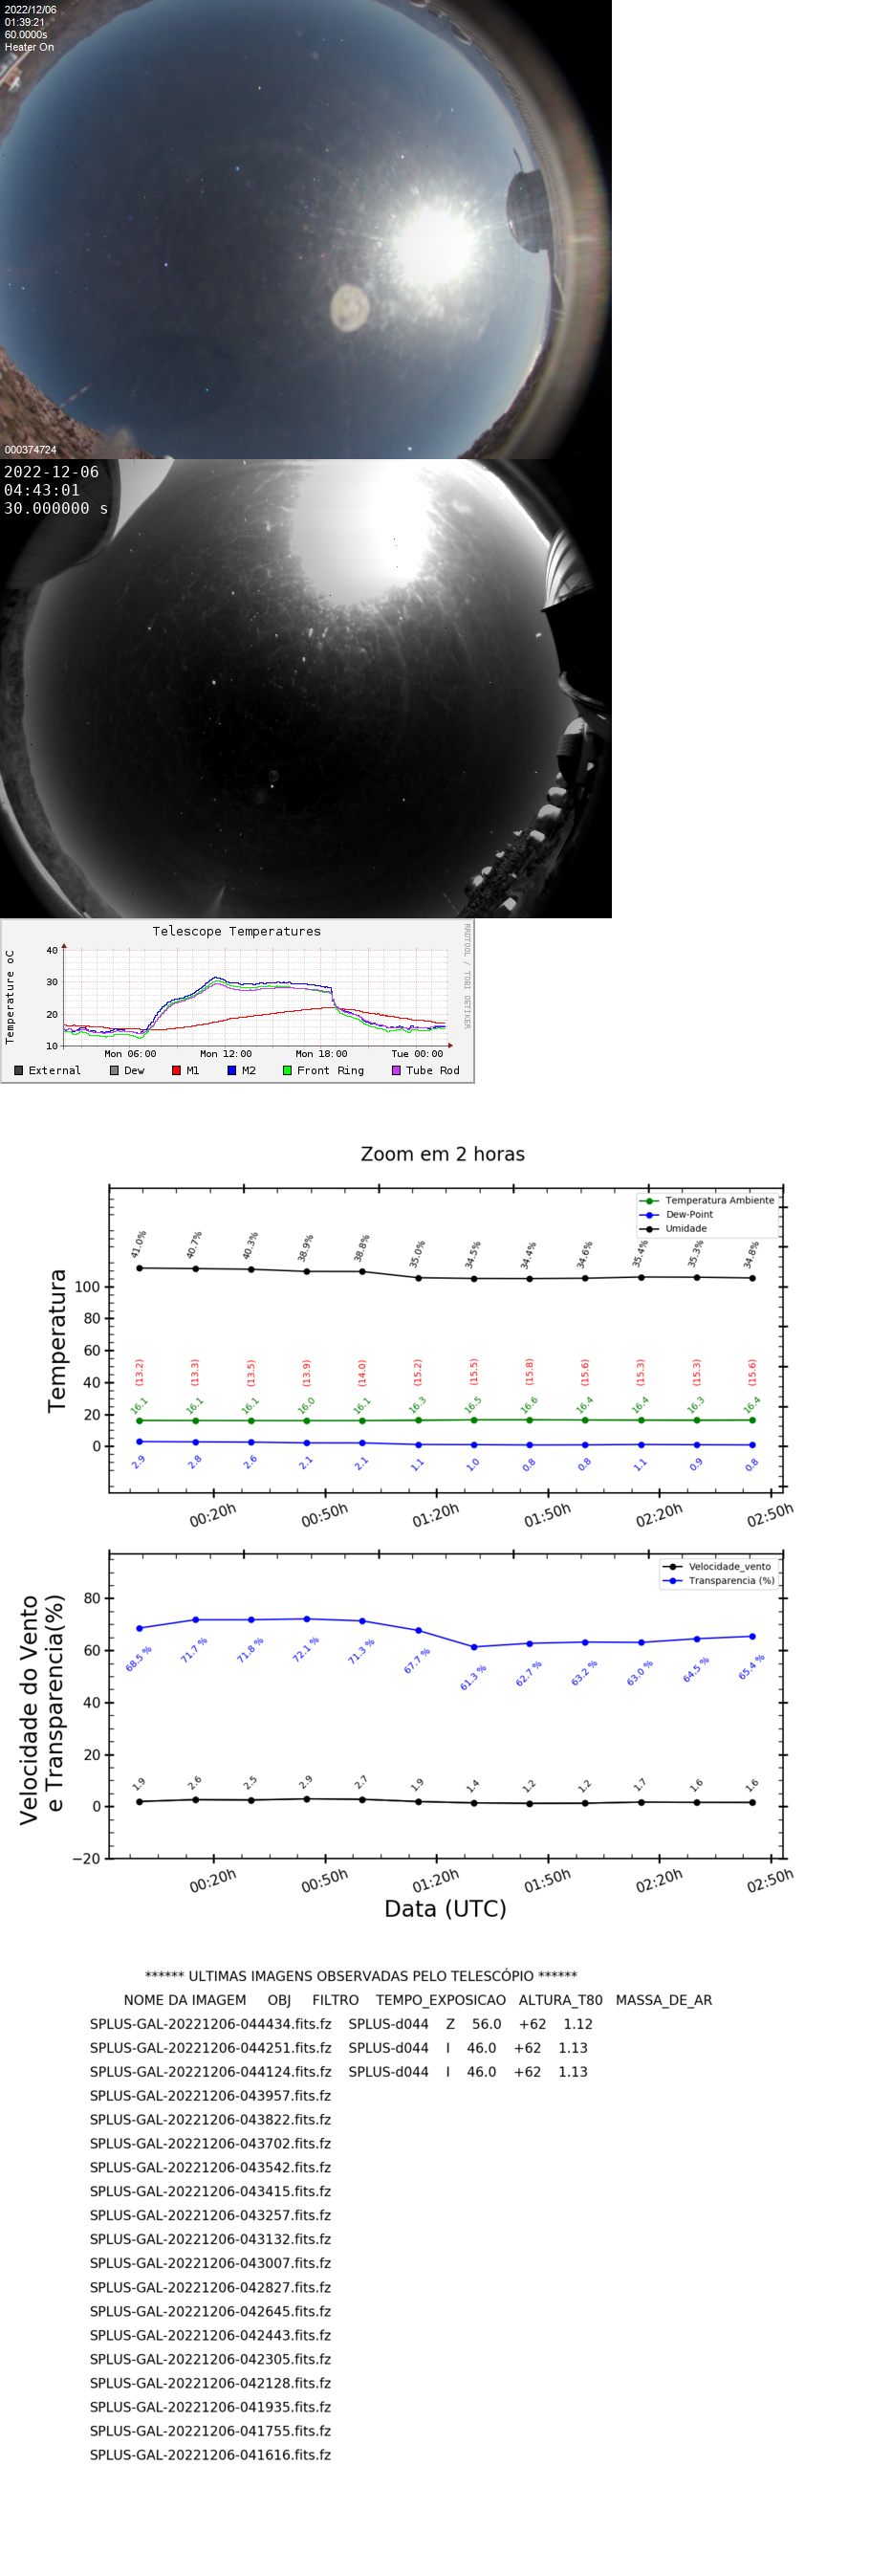 2022/12/06
01:39:21
60.0000s
Heater On
000374724
2022-12-06
04:43:01
30.000000 s
Telescope Temperatures
RRDTOOL / TOBI OETIKER
Temperature oC
40
30
20
10
Mon 06:00 Mon 12:00 Mon 18:00 Tue 00:00
External Dew M1 M2 Front Ring Tube Rod
Zoom em 2 horas
Temperatura Ambiente
Dew-Point
Umidade
41.0% 40.7% 40.3% 38.9% 38.8% 35.0% 34.5% 34.4% 34.6% 35.4% 35.3% 34.8%
Temperatura
100
80
60
40
20
0
(13.2) (13.3) (13.5) (13.9) (14.0) (15.2) (15.5) (15.8) (15.6) (15.3) (15.3) (15.6)
16.1 16.1 16.1 16.0 16.1 16.3 16.5 16.6 16.4 16.4 16.3 16.4
2.9 2.8 2.6 2.1 2.1 1.1 1.0 0.8 0.8 1.1 0.9 0.8
00:20h 00:50h 01:20h 01:50h 02:20h 02:50h
Velocidade_vento
Transparencia (%)
Velocidade do Vento
e Transparencia(%)
80
60
40
20
0
−20
68.5 % 71.7 % 71.8 % 72.1 % 71.3 % 67.7 % 61.3 % 62.7 % 63.2 % 63.0 % 64.5 % 65.4 %
1.9 2.6 2.5 2.9 2.7 1.9 1.4 1.2 1.2 1.7 1.6 1.6
00:20h 00:50h 01:20h 01:50h 02:20h 02:50h
Data (UTC)
****** ULTIMAS IMAGENS OBSERVADAS PELO TELESCÓPIO ******
NOME DA IMAGEM OBJ FILTRO TEMPO_EXPOSICAO ALTURA_T80 MASSA_DE_AR
SPLUS-GAL-20221206-044434.fits.fz SPLUS-d044 Z 56.0 +62 1.12
SPLUS-GAL-20221206-044251.fits.fz SPLUS-d044 I 46.0 +62 1.13
SPLUS-GAL-20221206-044124.fits.fz SPLUS-d044 I 46.0 +62 1.13
SPLUS-GAL-20221206-043957.fits.fz
SPLUS-GAL-20221206-043822.fits.fz
SPLUS-GAL-20221206-043702.fits.fz
SPLUS-GAL-20221206-043542.fits.fz
SPLUS-GAL-20221206-043415.fits.fz
SPLUS-GAL-20221206-043257.fits.fz
SPLUS-GAL-20221206-043132.fits.fz
SPLUS-GAL-20221206-043007.fits.fz
SPLUS-GAL-20221206-042827.fits.fz
SPLUS-GAL-20221206-042645.fits.fz
SPLUS-GAL-20221206-042443.fits.fz
SPLUS-GAL-20221206-042305.fits.fz
SPLUS-GAL-20221206-042128.fits.fz
SPLUS-GAL-20221206-041935.fits.fz
SPLUS-GAL-20221206-041755.fits.fz
SPLUS-GAL-20221206-041616.fits.fz